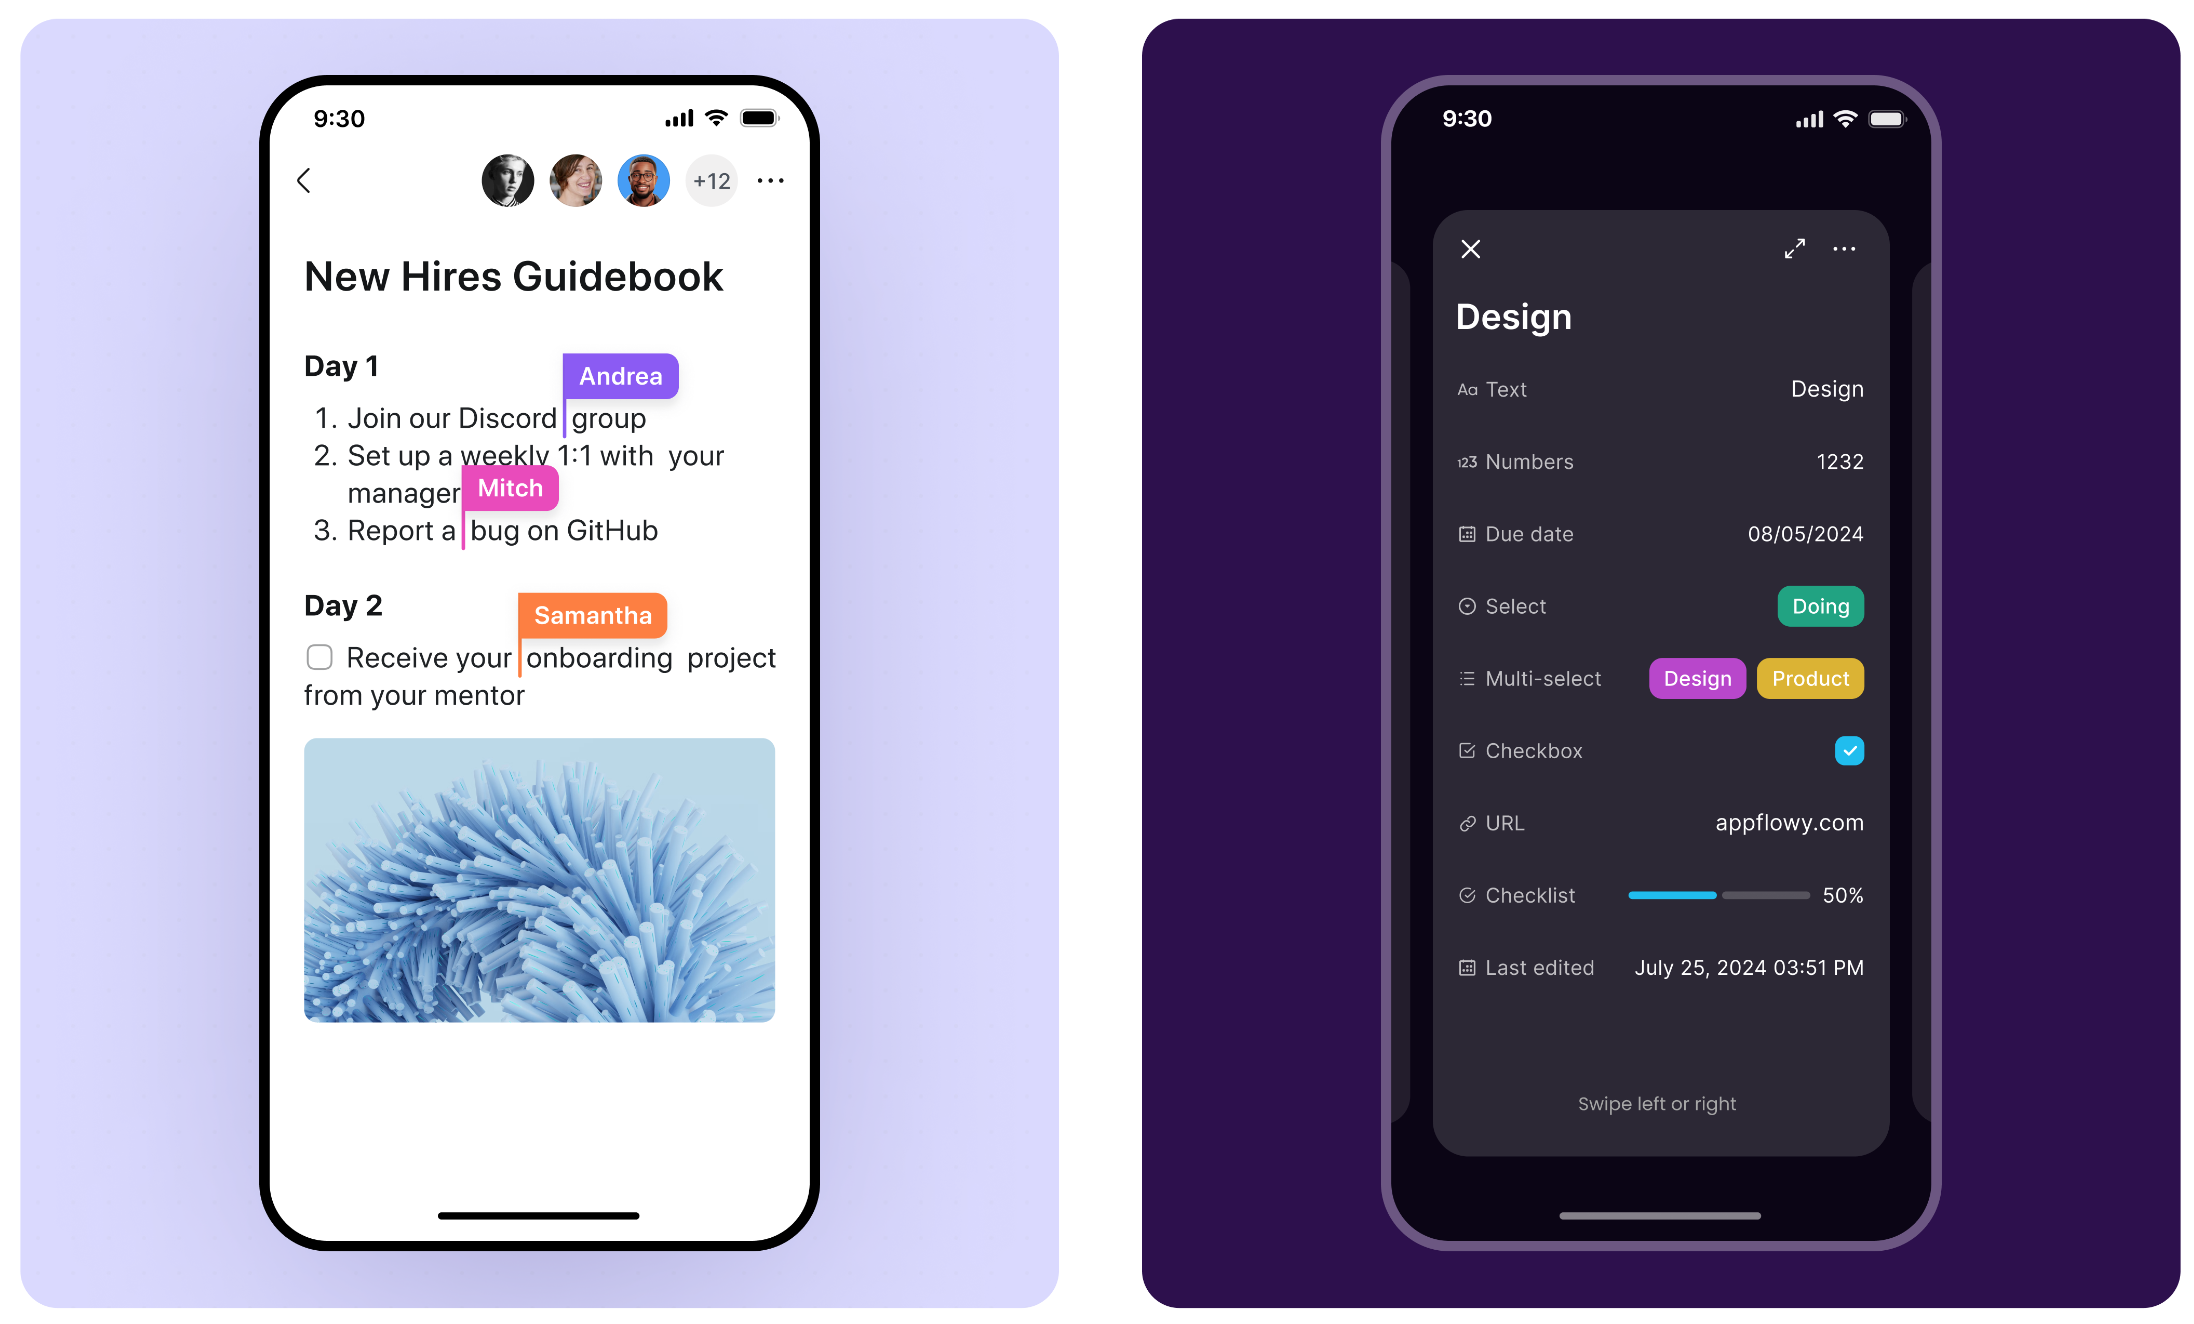 9:30
+12
New Hires Guidebook
Day 1
Andrea
1. Join our Discord group
2. Set up a weekly 1:1 with your
manager
Mitch
3. Report a bug on GitHub
Day 2
Samantha
Receive your onboarding project
from your mentor
9:30
Design
Aa Text Design
123 Numbers 1232
Due date 08/05/2024
Select Doing
Multi-select Design Product
Checkbox
URL appflowy.com
Checklist 50%
Last edited July 25, 2024 03:51 PM
Swipe left or right